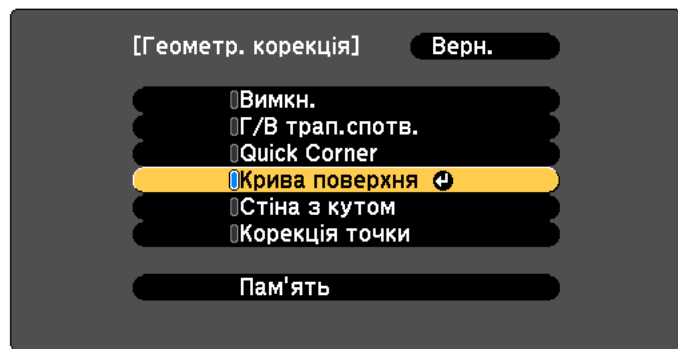 [Геометр. корекція] Верн.
Вимкн.
Г/В трап.спотв.
Quick Corner
Крива поверхня
Стіна з кутом
Корекція точки
Пам'ять